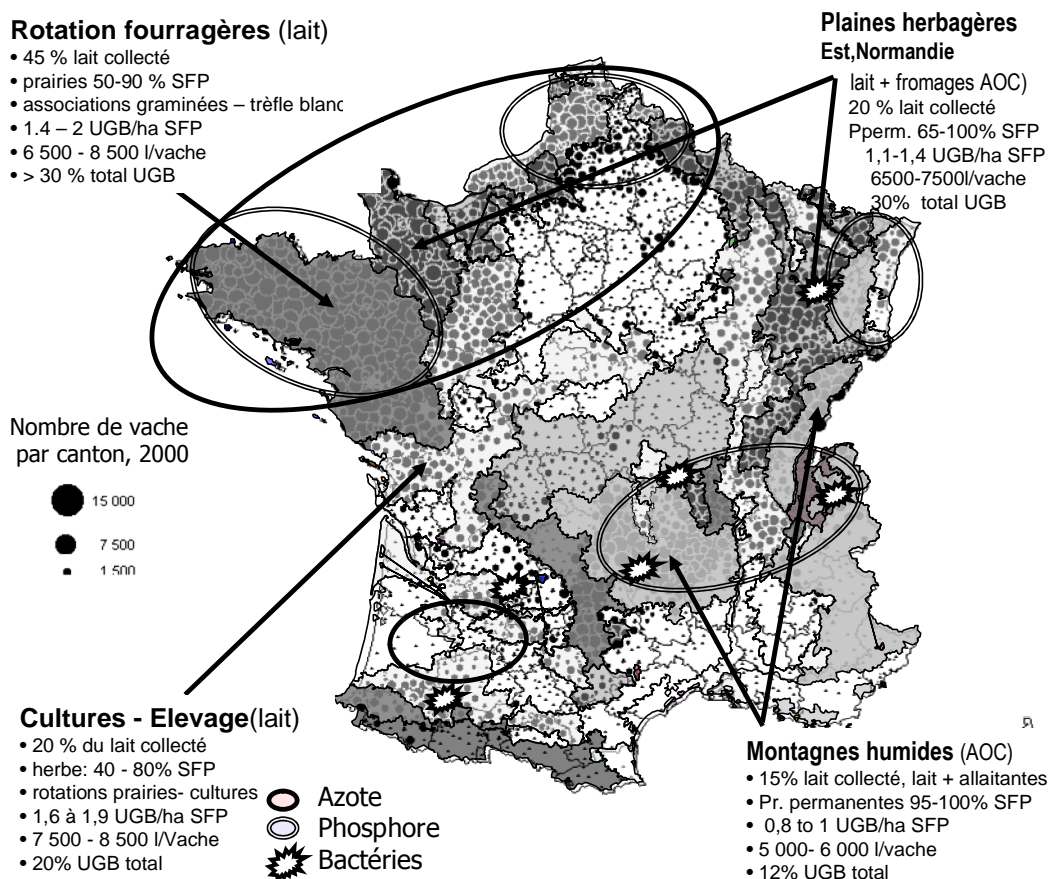 Rotation fourragères (lait)
• 45 % lait collecté
• prairies 50-90 % SFP
• associations graminées – trèfle blanc
• 1.4 – 2 UGB/ha SFP
• 6 500 - 8 500 l/vache
• > 30 % total UGB
Plaines herbagères
Est,Normandie
lait + fromages AOC)
20 % lait collecté
Pperm. 65-100% SFP
1,1-1,4 UGB/ha SFP
6500-7500l/vache
30% total UGB
Nombre de vache
par canton, 2000
15 000
7 500
1 500
Cultures - Elevage(lait)
• 20 % du lait collecté
• herbe: 40 - 80% SFP
• rotations prairies- cultures
• 1,6 à 1,9 UGB/ha SFP
• 7 500 - 8 500 l/Vache
• 20% UGB total
Azote
Phosphore
Bactéries
Montagnes humides (AOC)
• 15% lait collecté, lait + allaitantes
• Pr. permanentes 95-100% SFP
• 0,8 to 1 UGB/ha SFP
• 5 000- 6 000 l/vache
• 12% UGB total